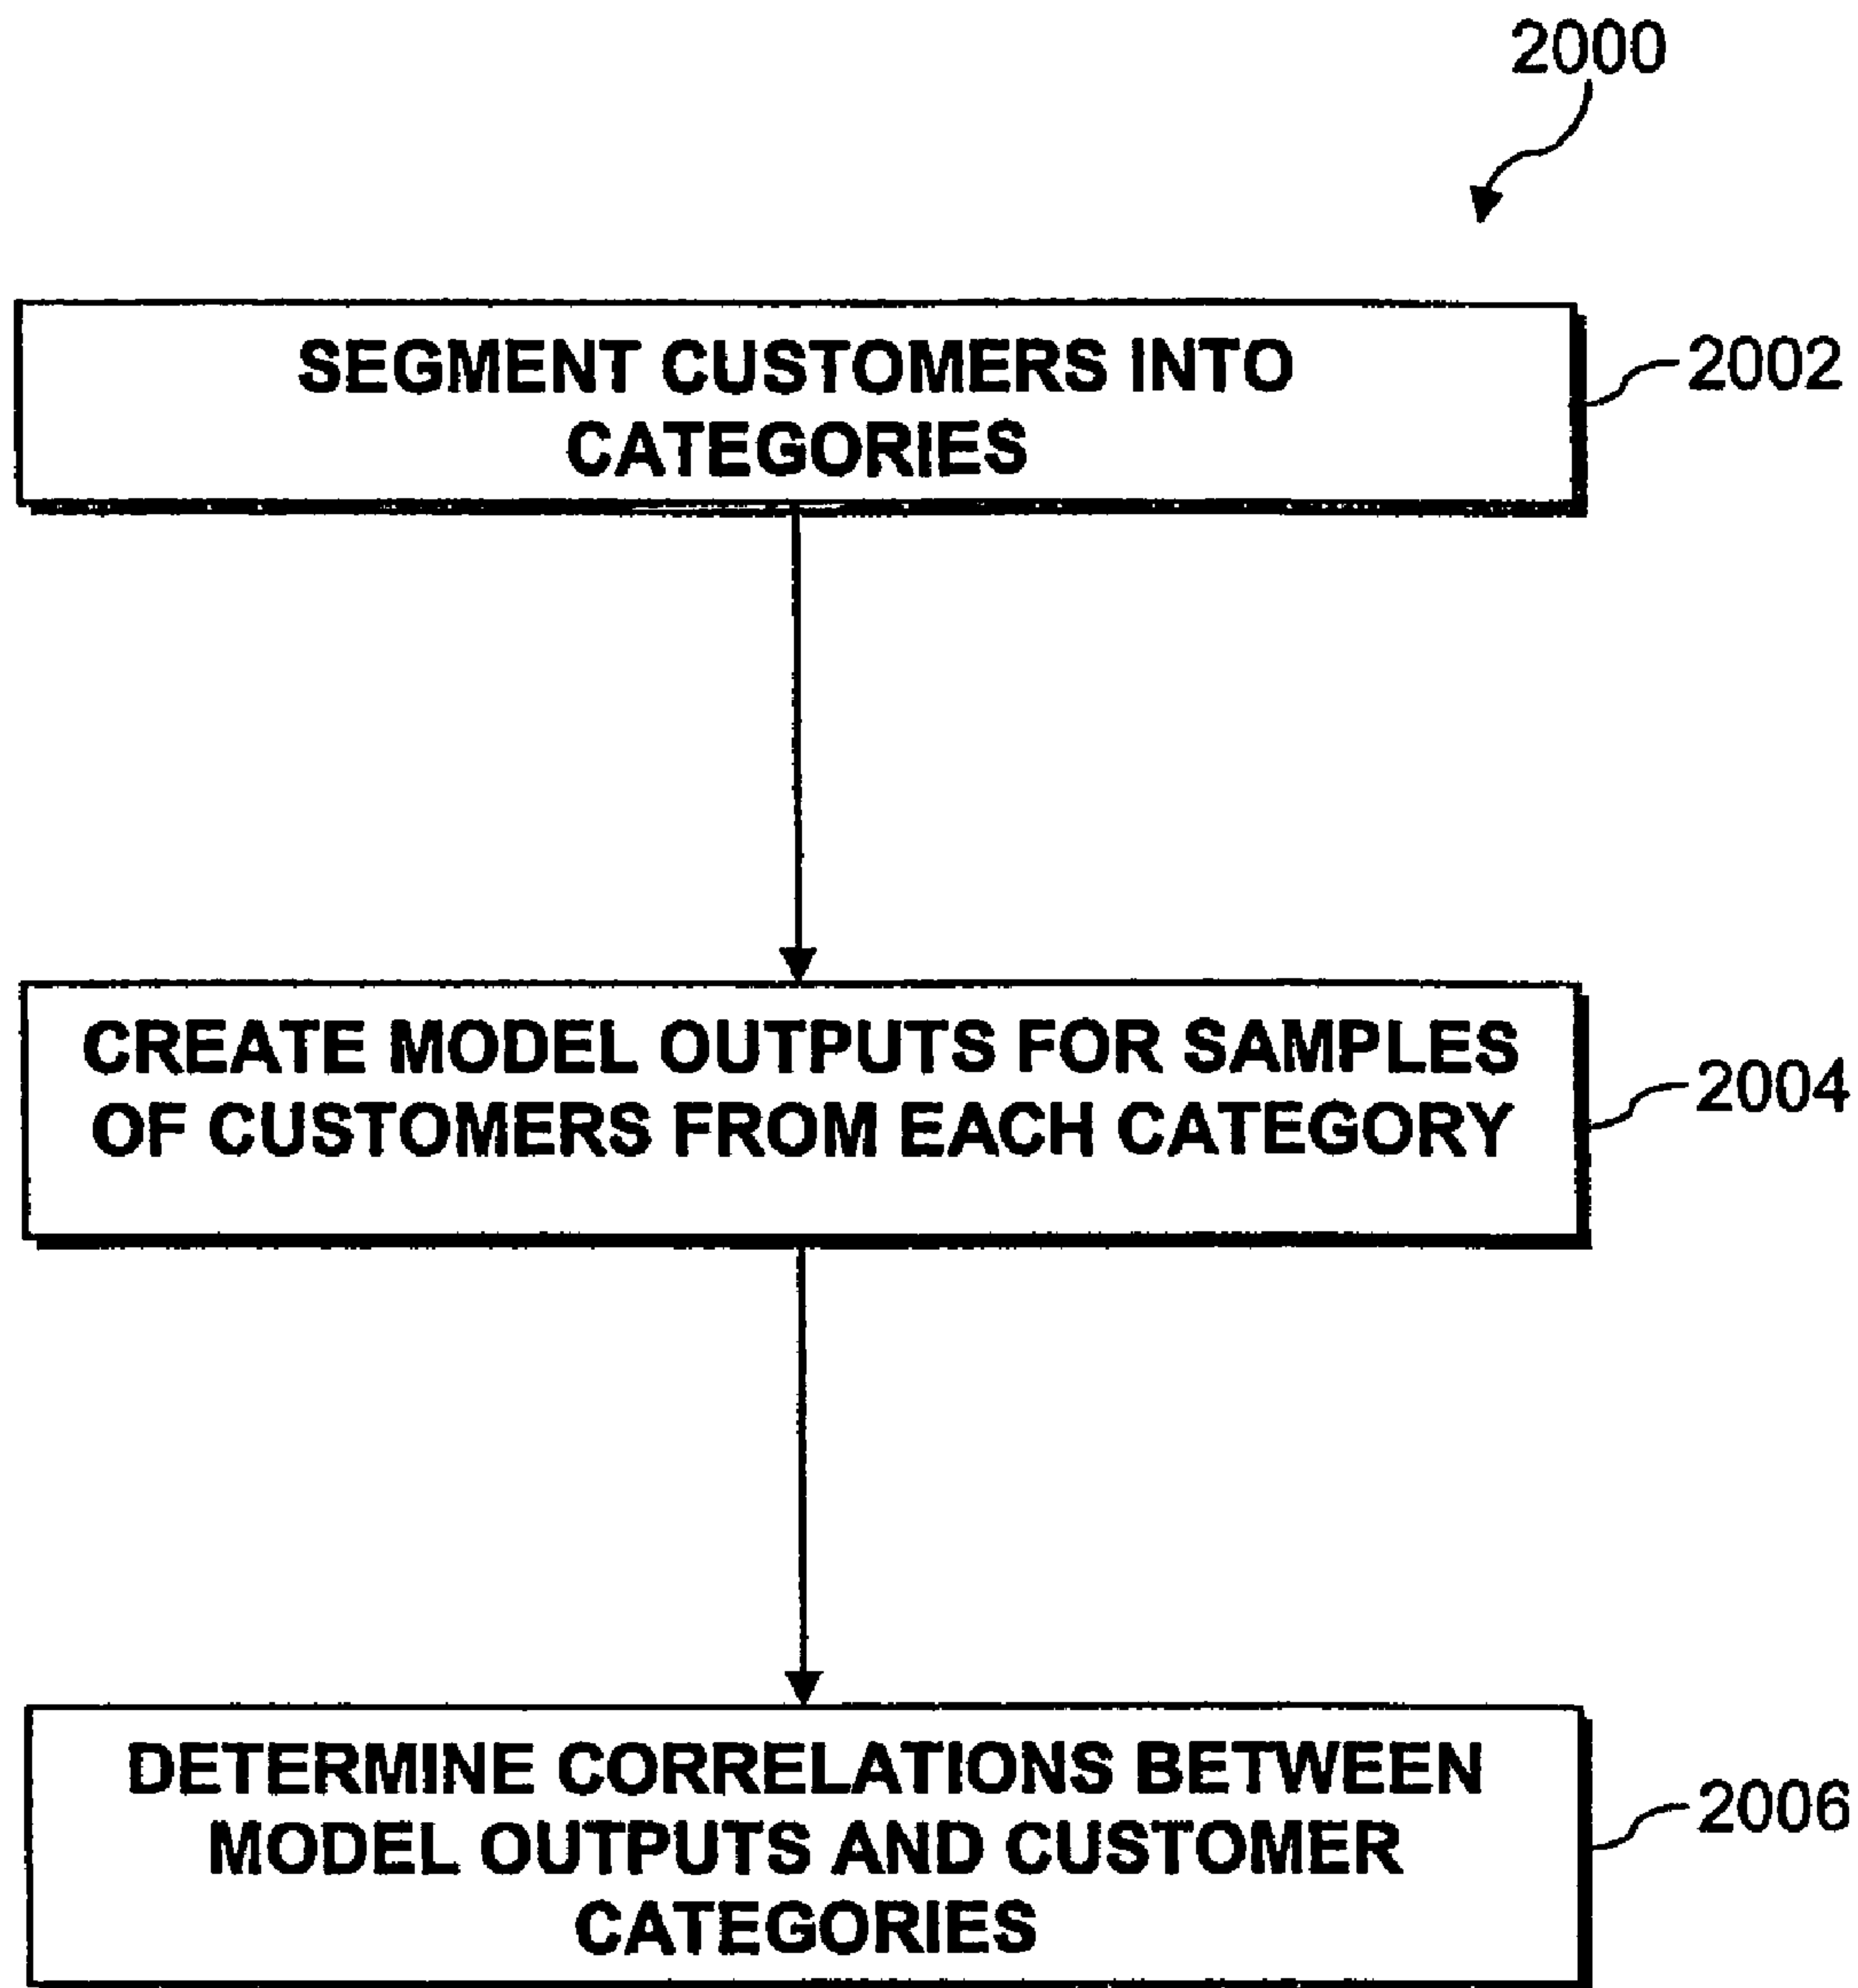 2000
SEGMENT CUSTOMERS INTO
CATEGORIES
2002
CREATE MODEL OUTPUTS FOR SAMPLES
OF CUSTOMERS FROM EACH CATEGORY
2004
DETERMINE CORRELATIONS BETWEEN
MODEL OUTPUTS AND CUSTOMER
CATEGORIES
2006